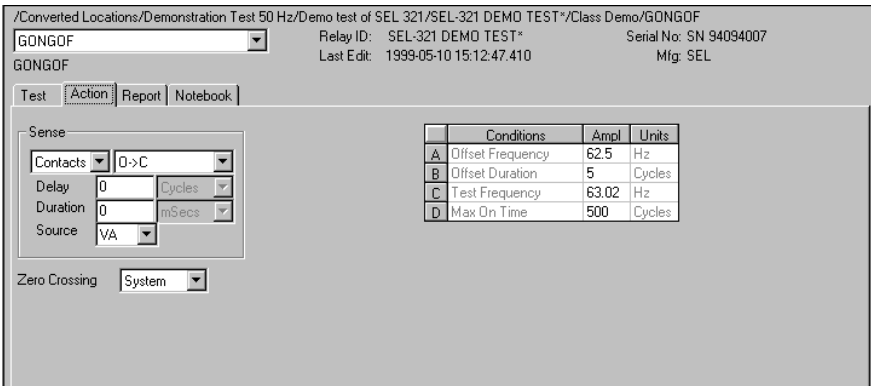 /Converted Locations/Demonstration Test 50 Hz/Demo test of SEL 321/SEL-321 DEMO TEST*/Class Demo/GONGOF
GONGOF Relay ID: SEL-321 DEMO TEST* Serial No: SN 94094007
Last Edit: 1999-05-10 15:12:47.410 Mfg: SEL
GONGOF
Test Action Report Notebook
Sense
Contacts O->C
Delay 0 Cycles
Duration 0 mSecs
Source VA
Zero Crossing System
Conditions Ampl Units
A Offset Frequency 62.5 Hz
B Offset Duration 5 Cycles
C Test Frequency 63.02 Hz
D Max On Time 500 Cycles